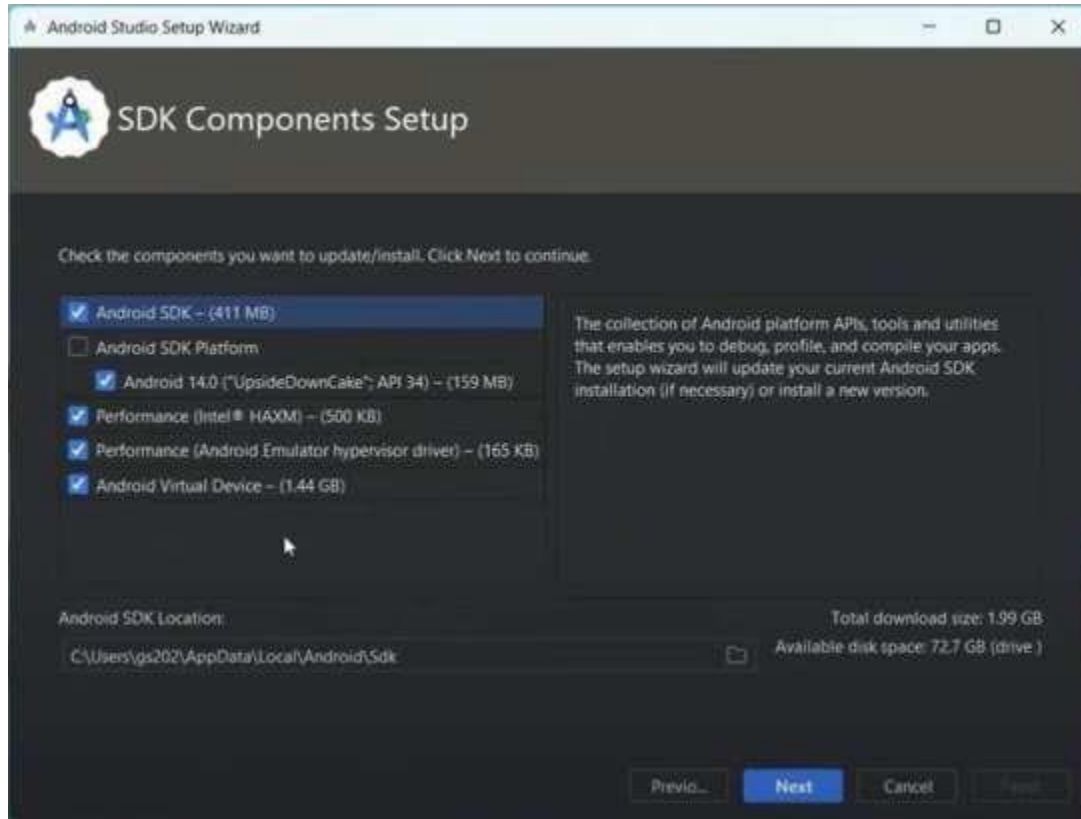 Android Studio Setup Wizard
SDK Components Setup
Check the components you want to update/install. Click Next to continue.
Android SDK – (411 MB)
Android SDK Platform
Android 14.0 ("UpsideDownCake"; API 34) – (159 MB)
Performance (Intel® HAXM) – (500 KB)
Performance (Android Emulator hypervisor driver) – (165 KB)
Android Virtual Device – (1.44 GB)
The collection of Android platform APIs, tools and utilities
that enables you to debug, profile, and compile your apps.
The setup wizard will update your current Android SDK
installation (if necessary) or install a new version.
Android SDK Location:
C:\Users\gs202\AppData\Local\Android\Sdk
Total download size: 1.99 GB
Available disk space: 72.7 GB (drive )
Previo...
Next
Cancel